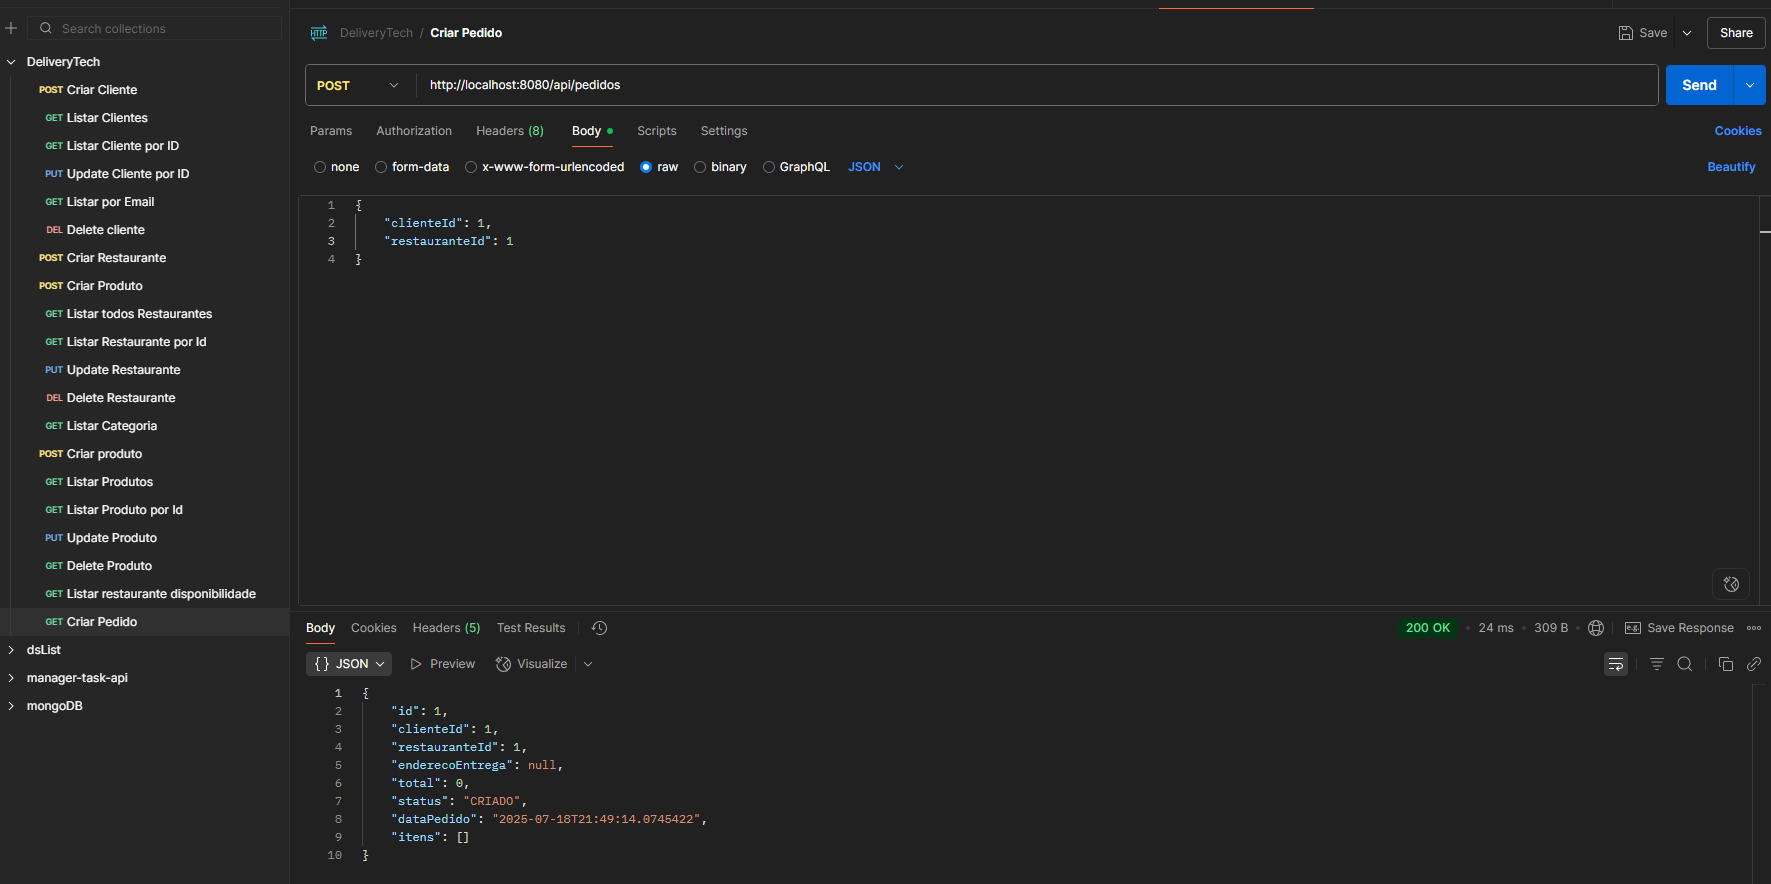 Search collections
DeliveryTech
POST Criar Cliente
GET Listar Clientes
GET Listar Cliente por ID
PUT Update Cliente por ID
GET Listar por Email
DEL Delete cliente
POST Criar Restaurante
POST Criar Produto
GET Listar todos Restaurantes
GET Listar Restaurante por Id
PUT Update Restaurante
DEL Delete Restaurante
GET Listar Categoria
POST Criar produto
GET Listar Produtos
GET Listar Produto por Id
PUT Update Produto
GET Delete Produto
GET Listar restaurante disponibilidade
GET Criar Pedido
dsList
manager-task-api
mongoDB
HTTP DeliveryTech / Criar Pedido
Save
Share
POST http://localhost:8080/api/pedidos
Send
Params Authorization Headers (8) Body Scripts Settings
Cookies
none form-data x-www-form-urlencoded raw binary GraphQL JSON
Beautify
1 {
2 "clienteId": 1,
3 "restauranteId": 1
4 }
Body Cookies Headers (5) Test Results
200 OK • 24 ms • 309 B • e.g. Save Response
{} JSON Preview Visualize
1 {
2 "id": 1,
3 "clienteId": 1,
4 "restauranteId": 1,
5 "enderecoEntrega": null,
6 "total": 0,
7 "status": "CRIADO",
8 "dataPedido": "2025-07-18T21:49:14.0745422",
9 "itens": []
10 }